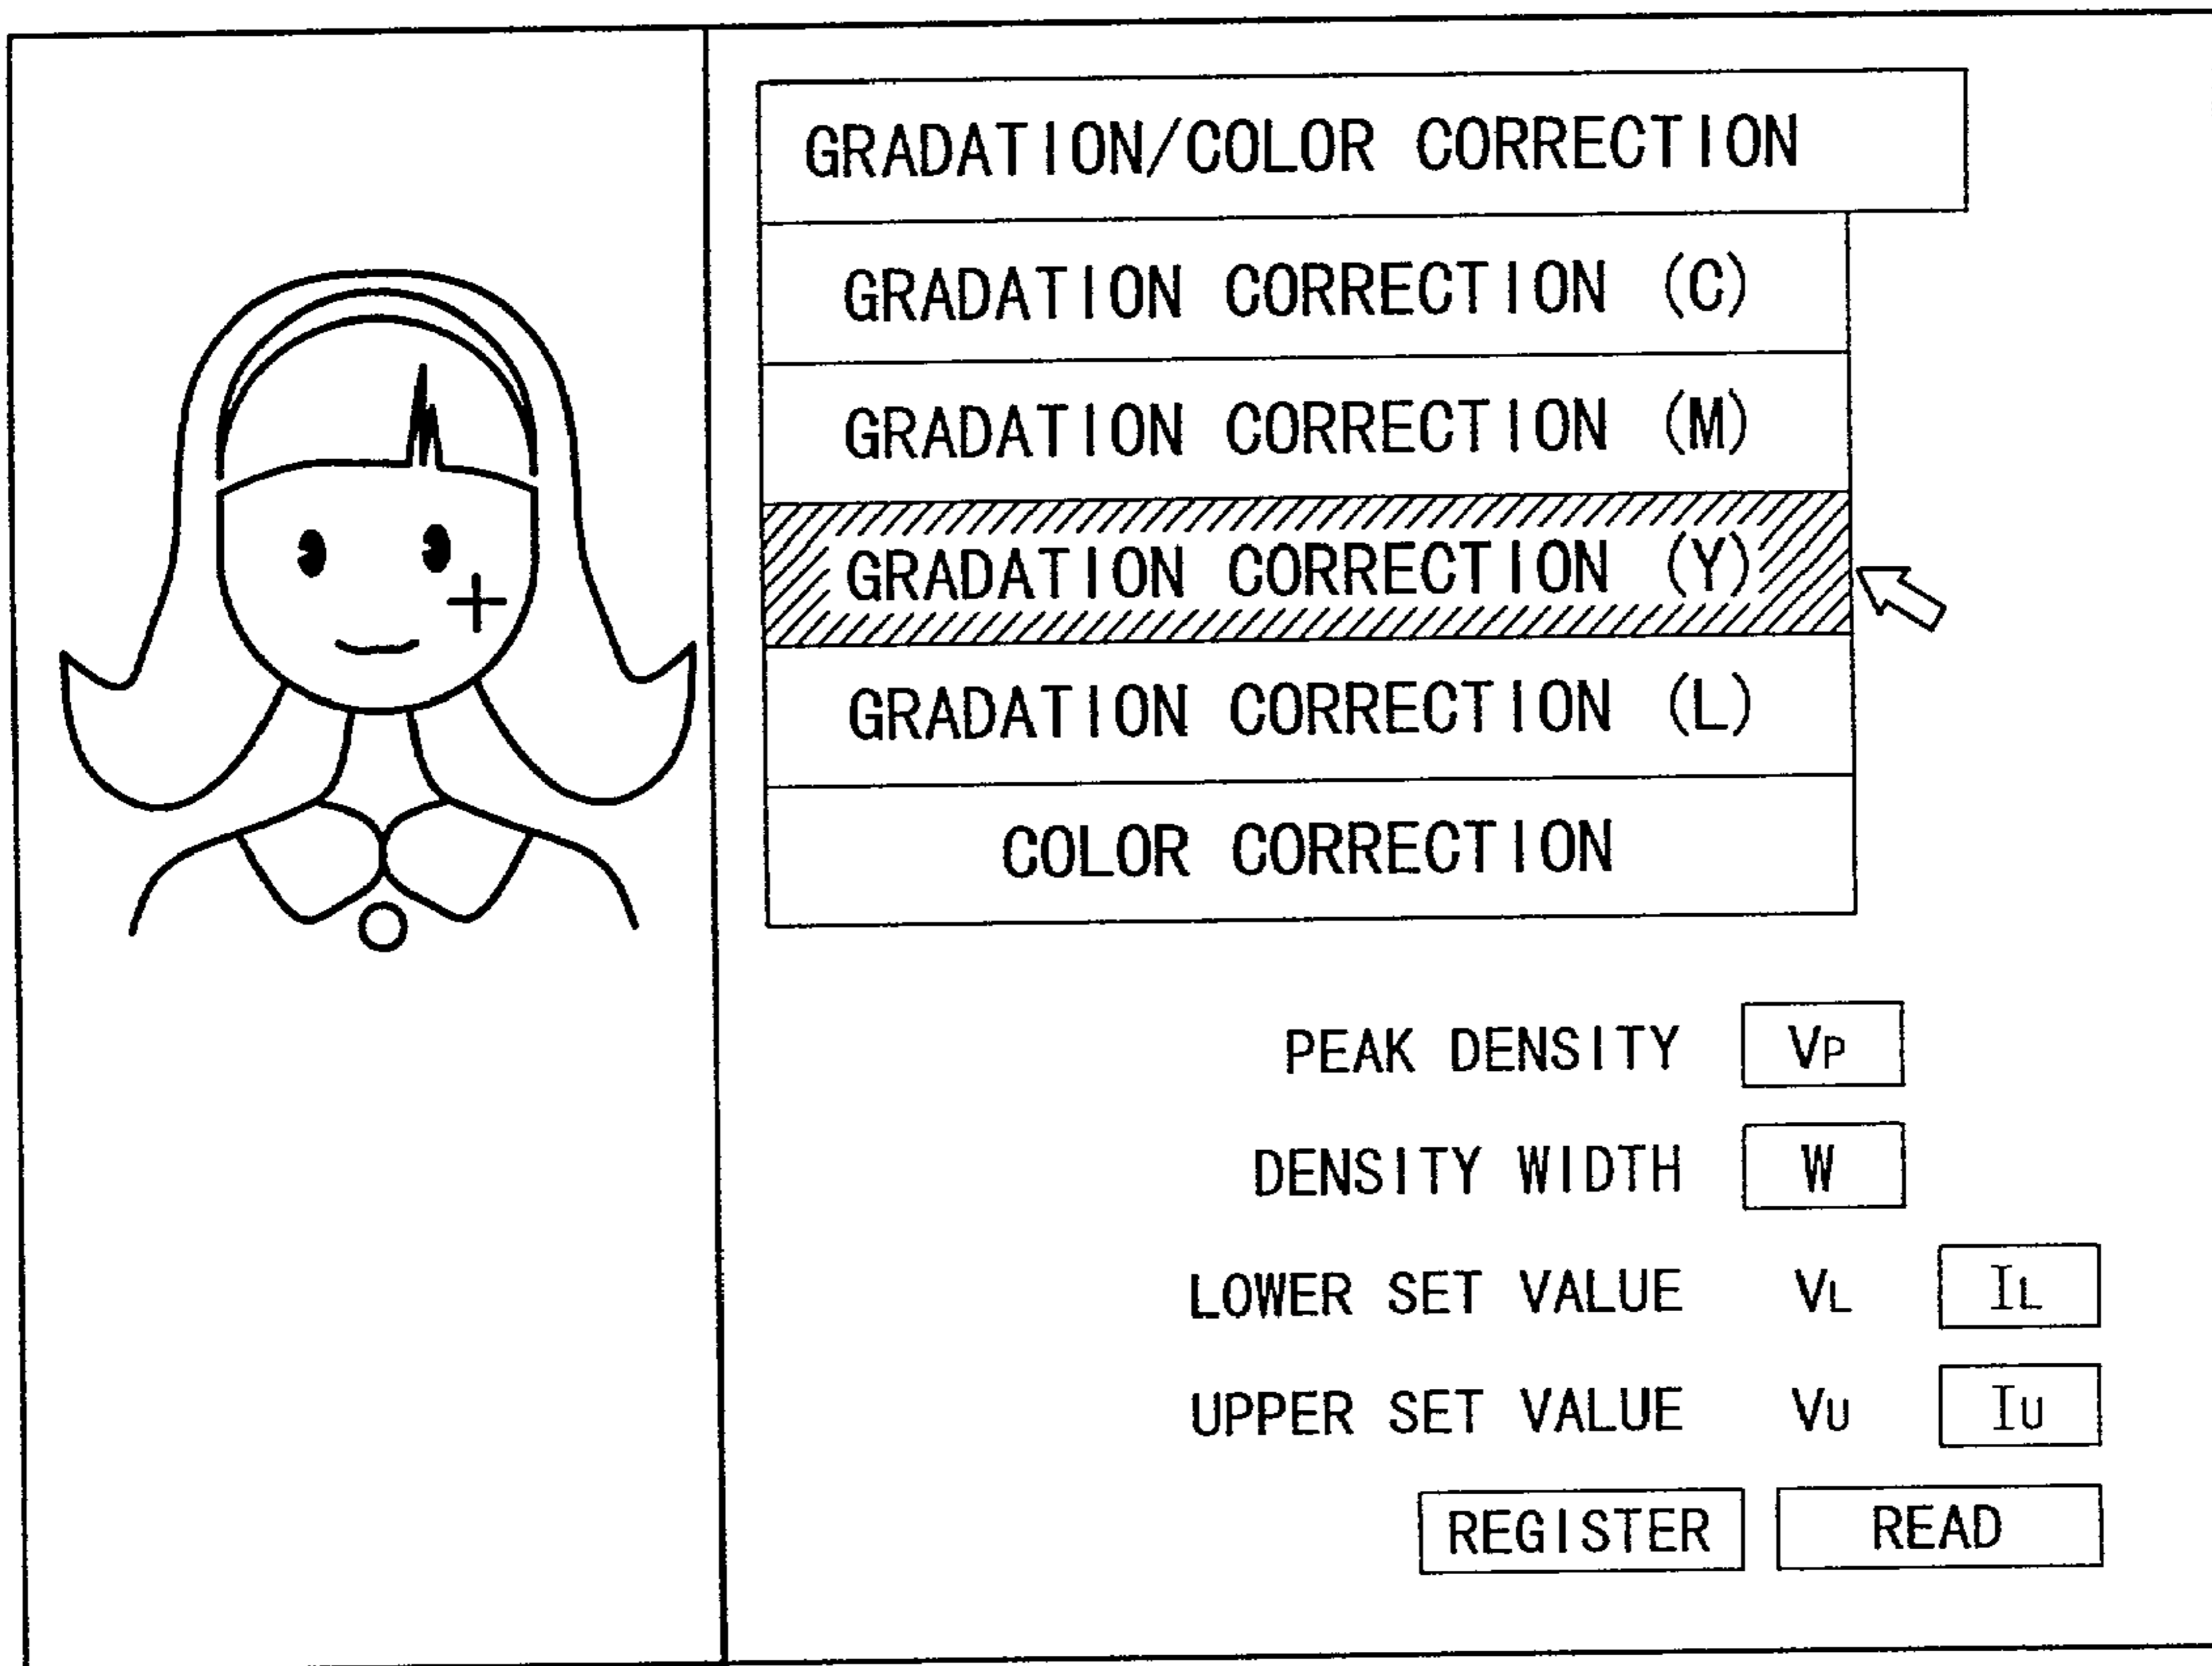 GRADATION/COLOR CORRECTION
GRADATION CORRECTION (C)
GRADATION CORRECTION (M)
GRADATION CORRECTION (Y)
GRADATION CORRECTION (L)
COLOR CORRECTION
PEAK DENSITY VP
DENSITY WIDTH W
LOWER SET VALUE VL IL
UPPER SET VALUE VU IU
REGISTER READ